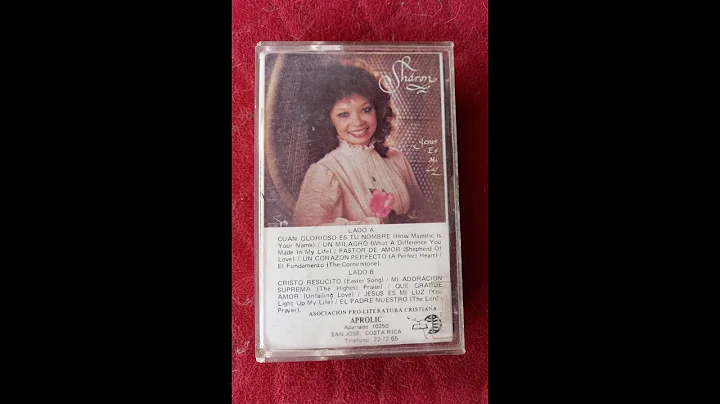 Sharon
Jesus
Es
Mi
Luz
LADO A
CUAN GLORIOSO ES TU NOMBRE (How Majestic Is
Your Name) / UN MILAGRO (What A Difference You
Made In My Life) / PASTOR DE AMOR (Shepherd Of
Love) / UN CORAZON PERFECTO (A Perfect Heart) /
El Fundamento (The Cornerstone).
LADO B
CRISTO RESUCITO (Easter Song) / MI ADORACION
SUPREMA (The Highest Praise) / QUE GRANDE
AMOR (Unfailing Love) / JESUS ES MI LUZ (You
Light Up My Life) / EL PADRE NUESTRO (The Lord's
Prayer).
ASOCIACION PRO-LITERATURA CRISTIANA
APROLIC
Apartado 10250
SAN JOSE, COSTA RICA
Teléfono: 22-72-66